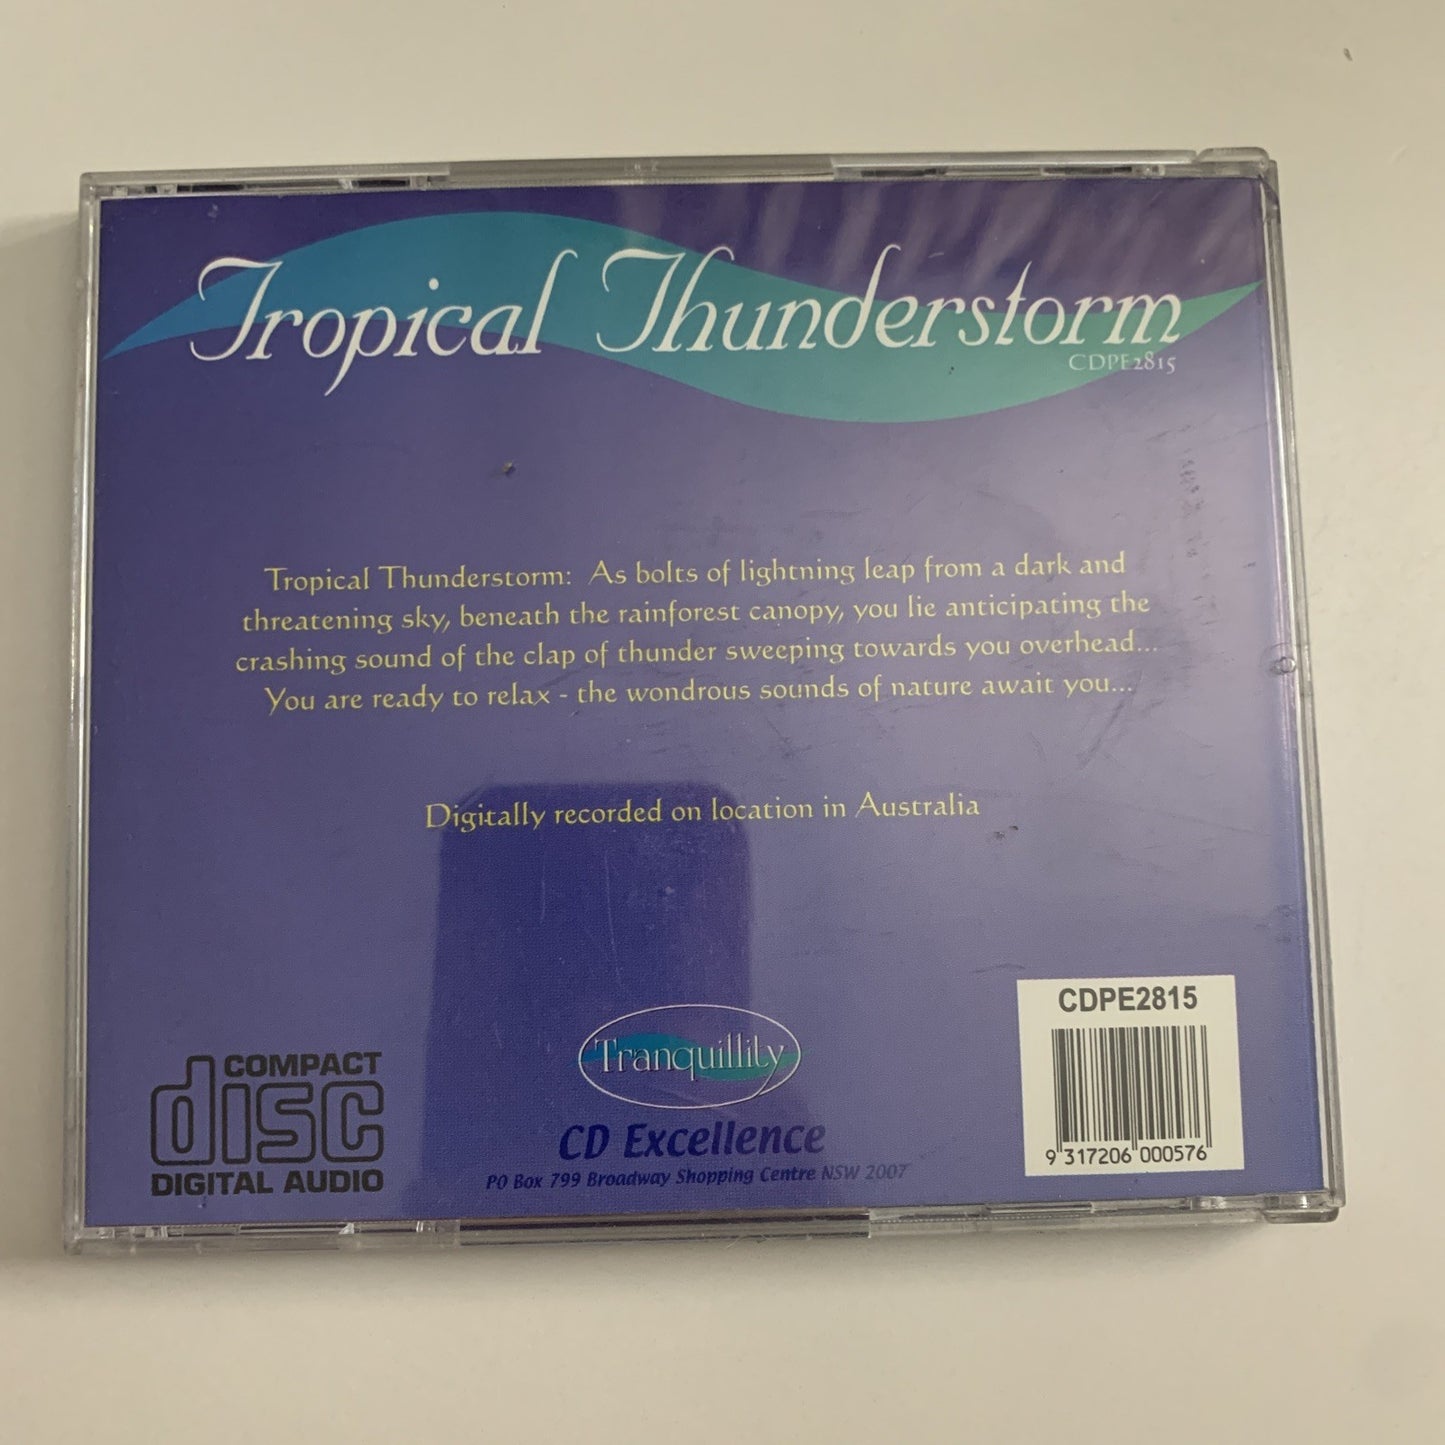 Tropical Thunderstorm
CDPE2815
Tropical Thunderstorm: As bolts of lightning leap from a dark and
threatening sky, beneath the rainforest canopy, you lie anticipating the
crashing sound of the clap of thunder sweeping towards you overhead...
You are ready to relax - the wondrous sounds of nature await you...
Digitally recorded on location in Australia
COMPACT
disc
DIGITAL AUDIO
Tranquillity
CD Excellence
PO Box 799 Broadway Shopping Centre NSW 2007
CDPE2815
9 317206 000576